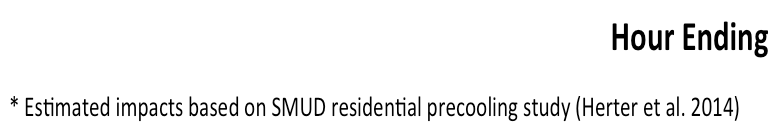 Hour Ending
* Estimated impacts based on SMUD residential precooling study (Herter et al. 2014)